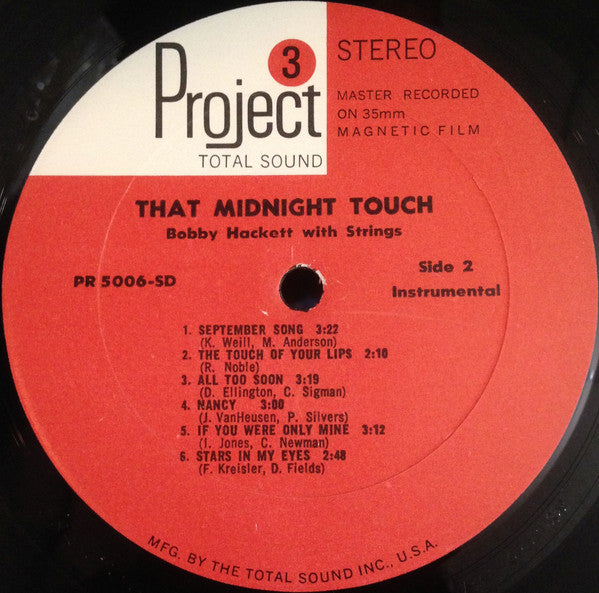 Project 3
TOTAL SOUND
STEREO
MASTER RECORDED
ON 35mm
MAGNETIC FILM
THAT MIDNIGHT TOUCH
Bobby Hackett with Strings
PR 5006-SD
Side 2
Instrumental
1. SEPTEMBER SONG 3:22
(K. Weill, M. Anderson)
2. THE TOUCH OF YOUR LIPS 2:10
(R. Noble)
3. ALL TOO SOON 3:19
(D. Ellington, C. Sigman)
4. NANCY 3:00
(J. VanHeusen, P. Silvers)
5. IF YOU WERE ONLY MINE 3:12
(I. Jones, C. Newman)
6. STARS IN MY EYES 2:48
(F. Kreisler, D. Fields)
MFG. BY THE TOTAL SOUND INC., U.S.A.